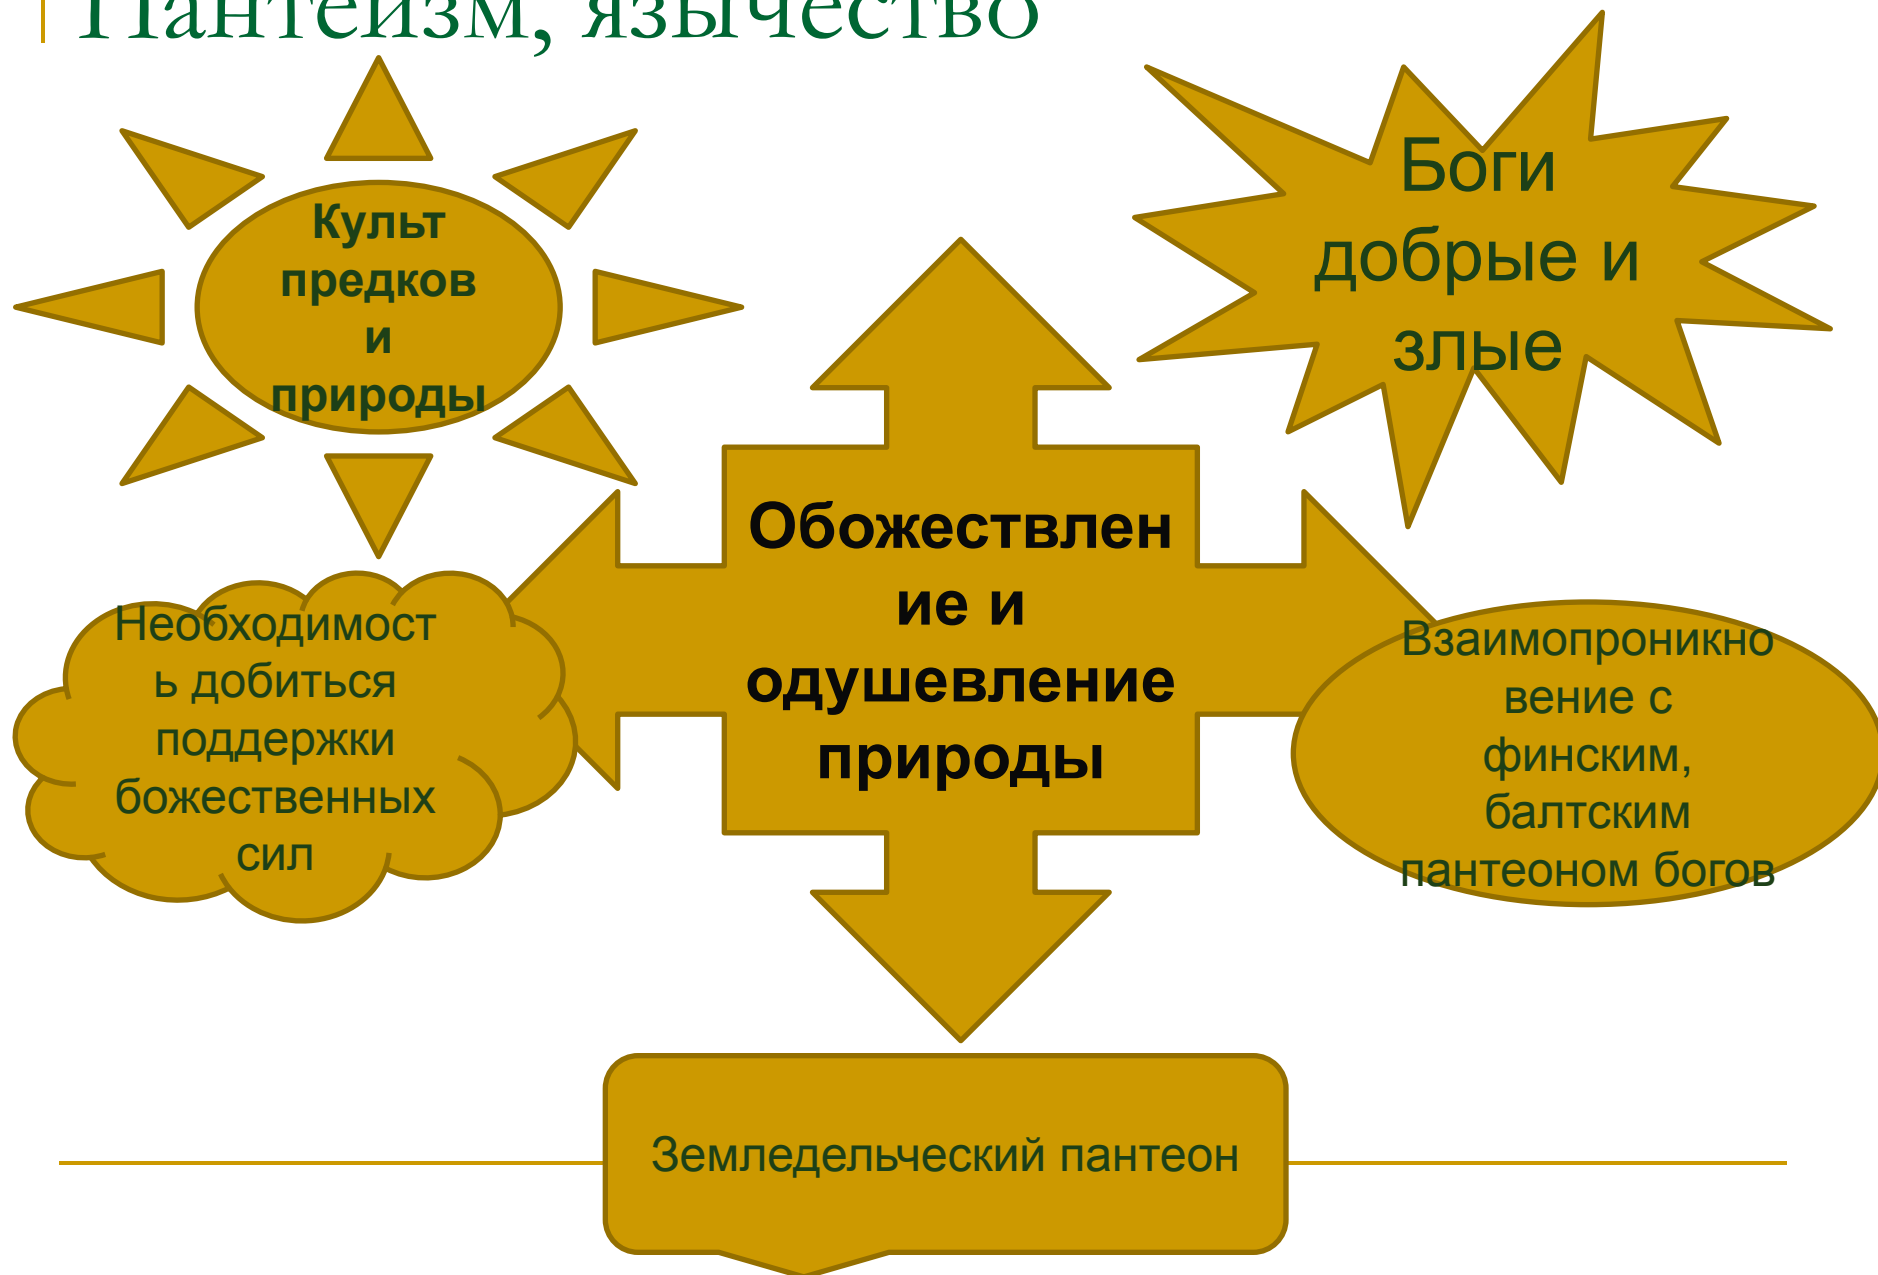 Пантеизм, язычество
Культ
предков
и
природы
Боги
добрые и
злые
Обожествлен
ие и
одушевление
природы
Необходимост
ь добиться
поддержки
божественных
сил
Взаимопроникно
вение с
финским,
балтским
пантеоном богов
Земледельческий пантеон